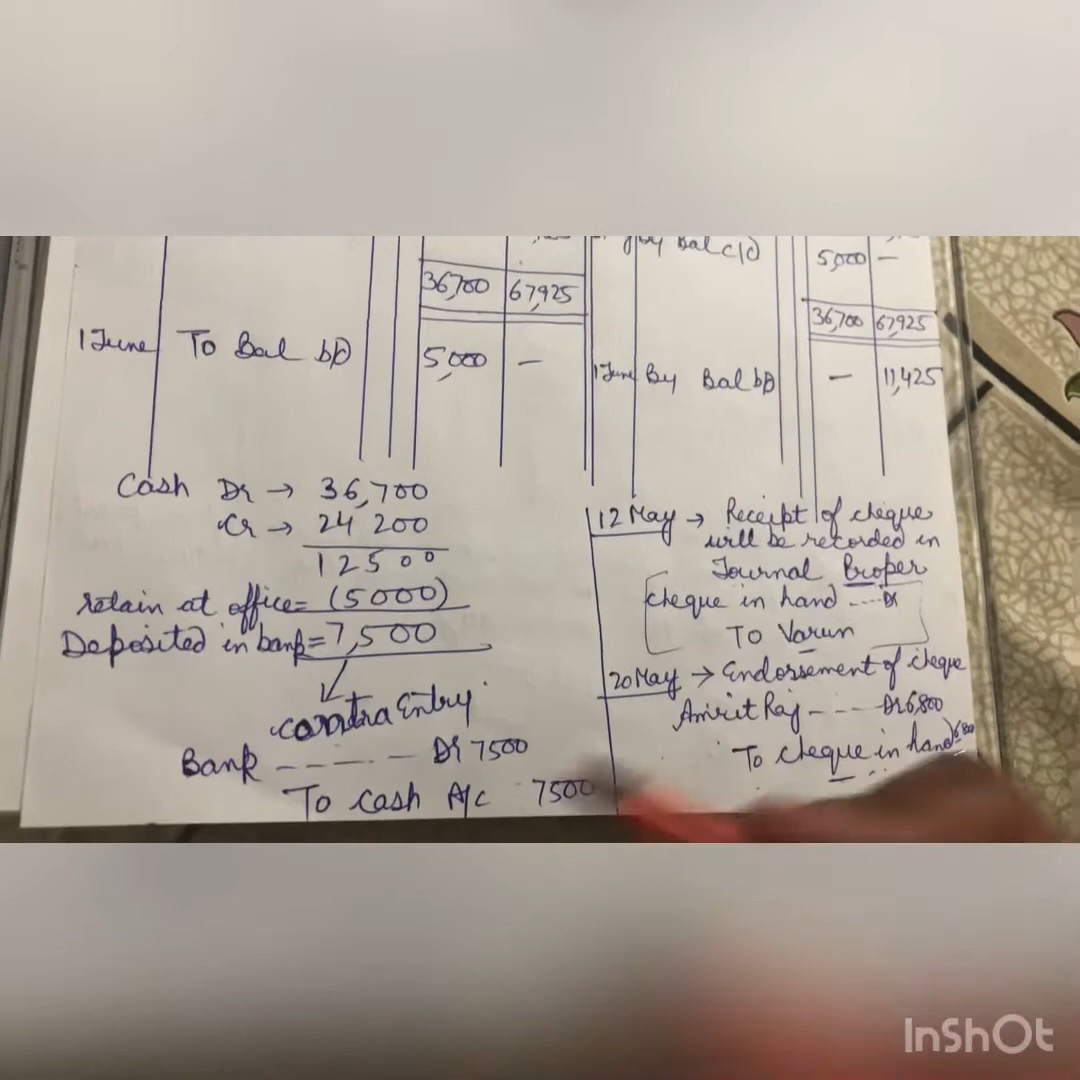 By Bal c/d
5,000 —
36,700 67,925
36,700 67,925
1 June To Bal b/d 5,000 —
1 June By Bal b/d — 11,425
Cash Dr → 36,700
Cr → 24 200
12500
retain at office= (5000)
Deposited in bank= 7,500
contra Entry
Bank ------ Dr 7500
To cash A/c 7500
12 May → Receipt of cheque
will be recorded in
Journal Proper
Cheque in hand ---- Dr
To Varun
20 May → Endorsement of cheque
Amrit Raj ---- Dr 6,800
To cheque in hand 6800
InShOt